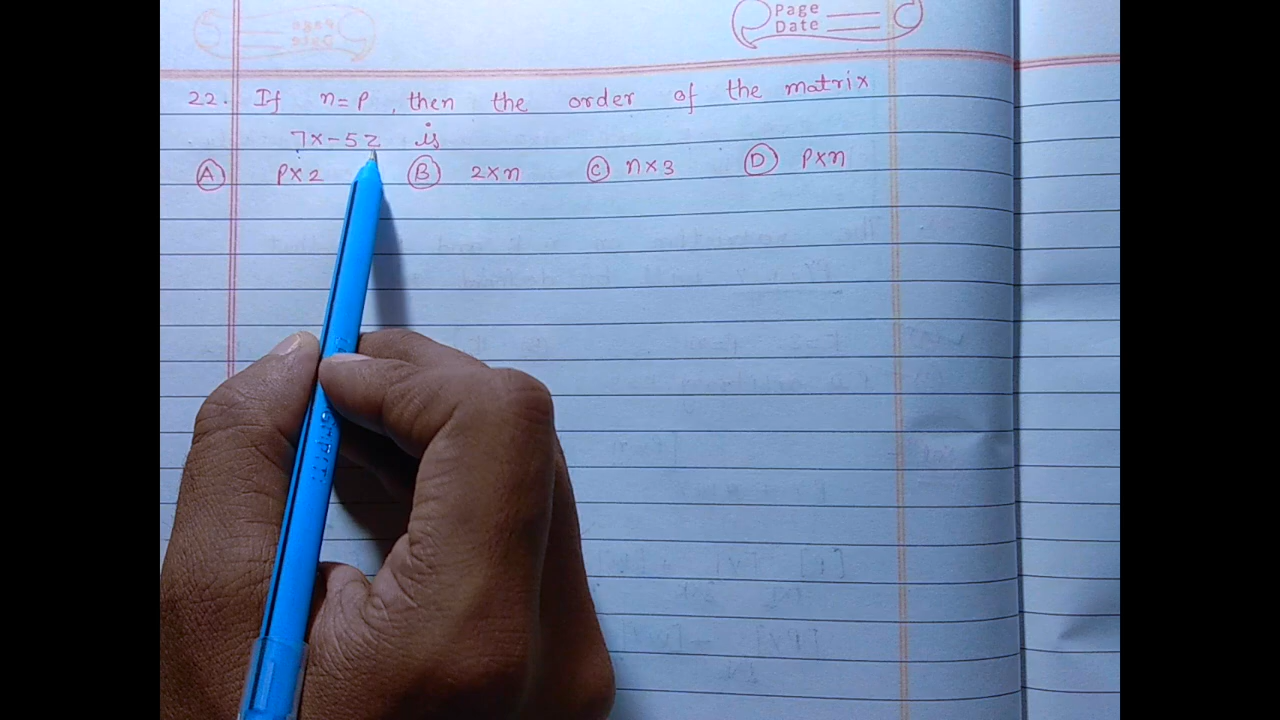 Page
Date
22. If n=P, then the order of the matrix
7x-5z is
(A) P×2 (B) 2×n (C) n×3 (D) P×n